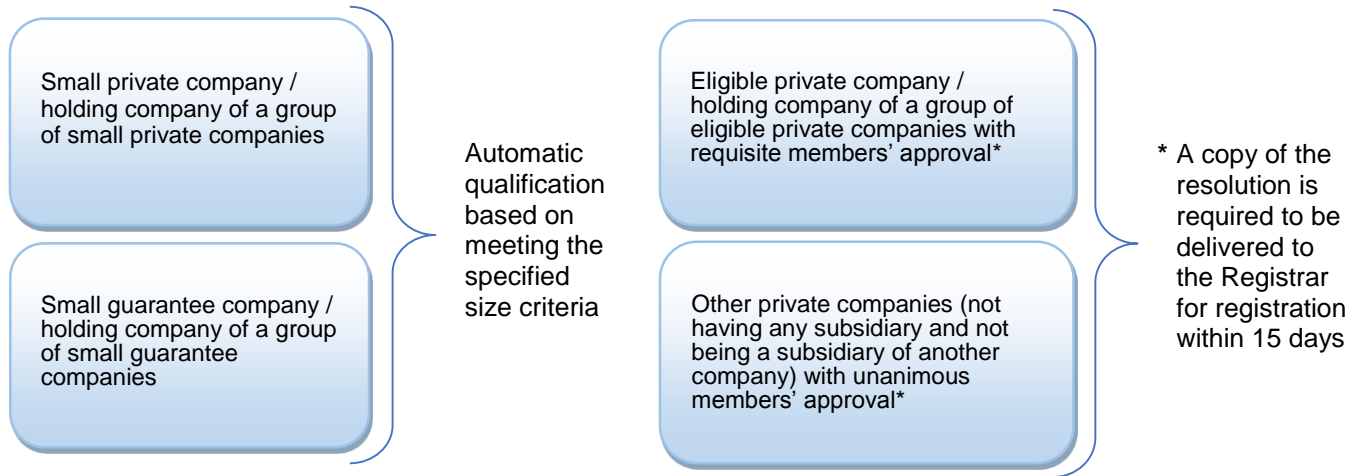 Small private company /
holding company of a group
of small private companies
Small guarantee company /
holding company of a group
of small guarantee
companies
Automatic
qualification
based on
meeting the
specified
size criteria
Eligible private company /
holding company of a group of
eligible private companies with
requisite members’ approval*
Other private companies (not
having any subsidiary and not
being a subsidiary of another
company) with unanimous
members’ approval*
* A copy of the
resolution is
required to be
delivered to
the Registrar
for registration
within 15 days